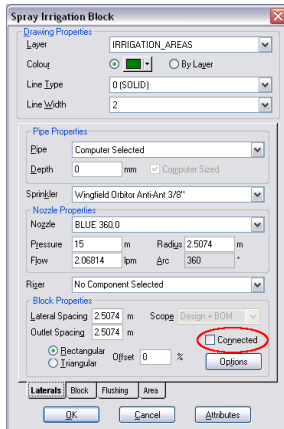 Spray Irrigation Block
Drawing Properties
Layer IRRIGATION_AREAS
Colour By Layer
Line Type 0 (SOLID)
Line Width 2
Pipe Properties
Pipe Computer Selected
Depth 0 mm Computer Sized
Sprinkler Wingfield Orbitor Anti-Ant 3/8"
Nozzle Properties
Nozzle BLUE 360.0
Pressure 15 m Radius 2.5074 m
Flow 2.06814 lpm Arc 360 °
Riser No Component Selected
Block Properties
Lateral Spacing 2.5074 m Scope Design + BOM
Outlet Spacing 2.5074 m Connected
Rectangular Offset 0 % Options
Triangular
Laterals Block Flushing Area
OK Cancel Attributes